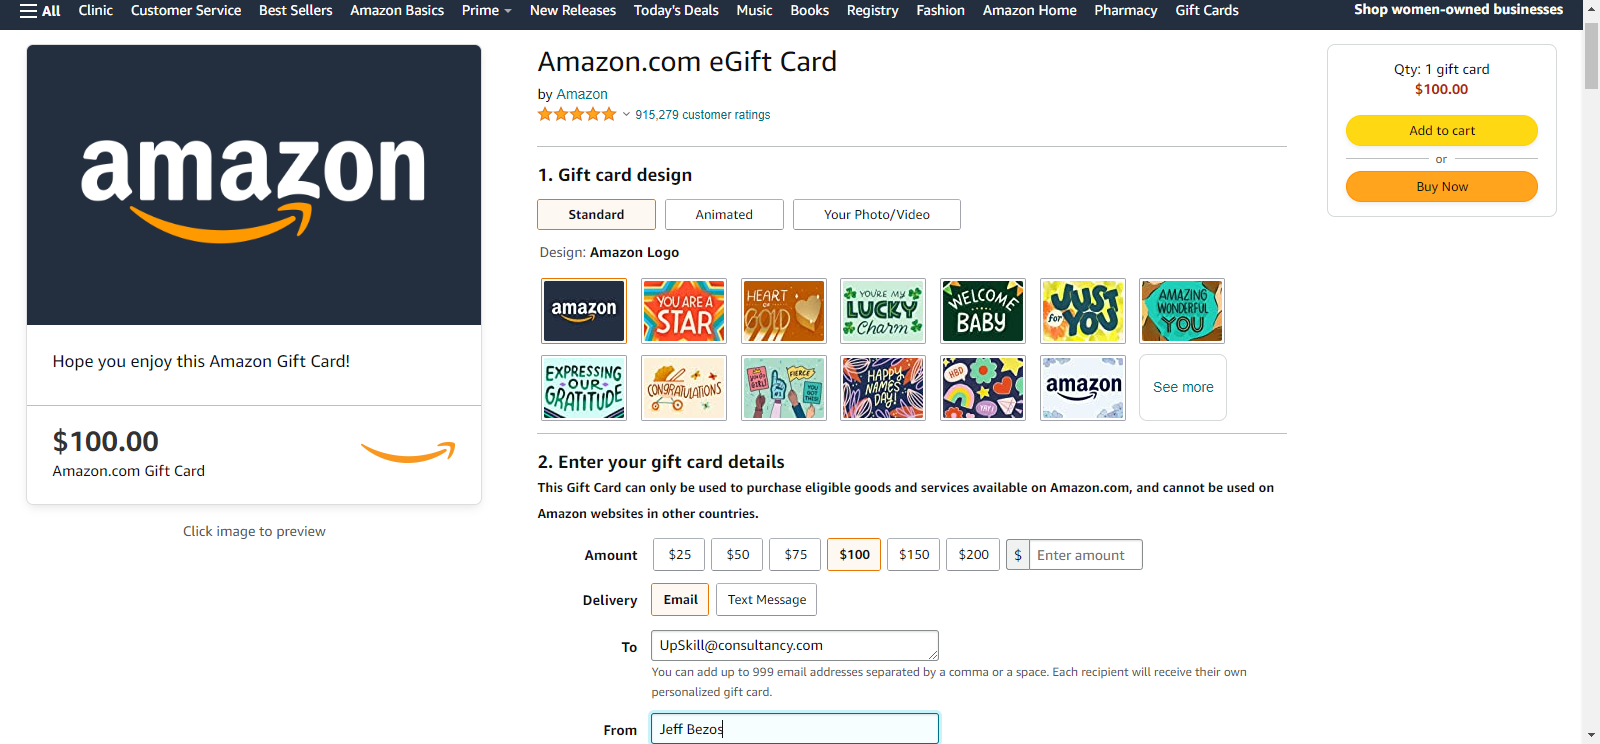 All Clinic Customer Service Best Sellers Amazon Basics Prime New Releases Today's Deals Music Books Registry Fashion Amazon Home Pharmacy Gift Cards Shop women-owned businesses
amazon
Hope you enjoy this Amazon Gift Card!
$100.00
Amazon.com Gift Card
Click image to preview
Amazon.com eGift Card
by Amazon
915,279 customer ratings
1. Gift card design
Standard Animated Your Photo/Video
Design: Amazon Logo
amazon
YOU ARE A
STAR
HEART
OF
GOLD
YOU'RE MY
LUCKY
Charm
WELCOME
BABY
JUST
for YOU
AMAZING
WONDERFUL
YOU
EXPRESSING
OUR
GRATITUDE
CONGRATULATIONS
GIRL!
FIERCE
YOU
GOT
THIS!
HAPPY
NAMES
DAY!
HBD
YAY!
amazon
See more
2. Enter your gift card details
This Gift Card can only be used to purchase eligible goods and services available on Amazon.com, and cannot be used on
Amazon websites in other countries.
Amount $25 $50 $75 $100 $150 $200 $ Enter amount
Delivery Email Text Message
To UpSkill@consultancy.com
You can add up to 999 email addresses separated by a comma or a space. Each recipient will receive their own
personalized gift card.
From Jeff Bezos
Qty: 1 gift card
$100.00
Add to cart
or
Buy Now